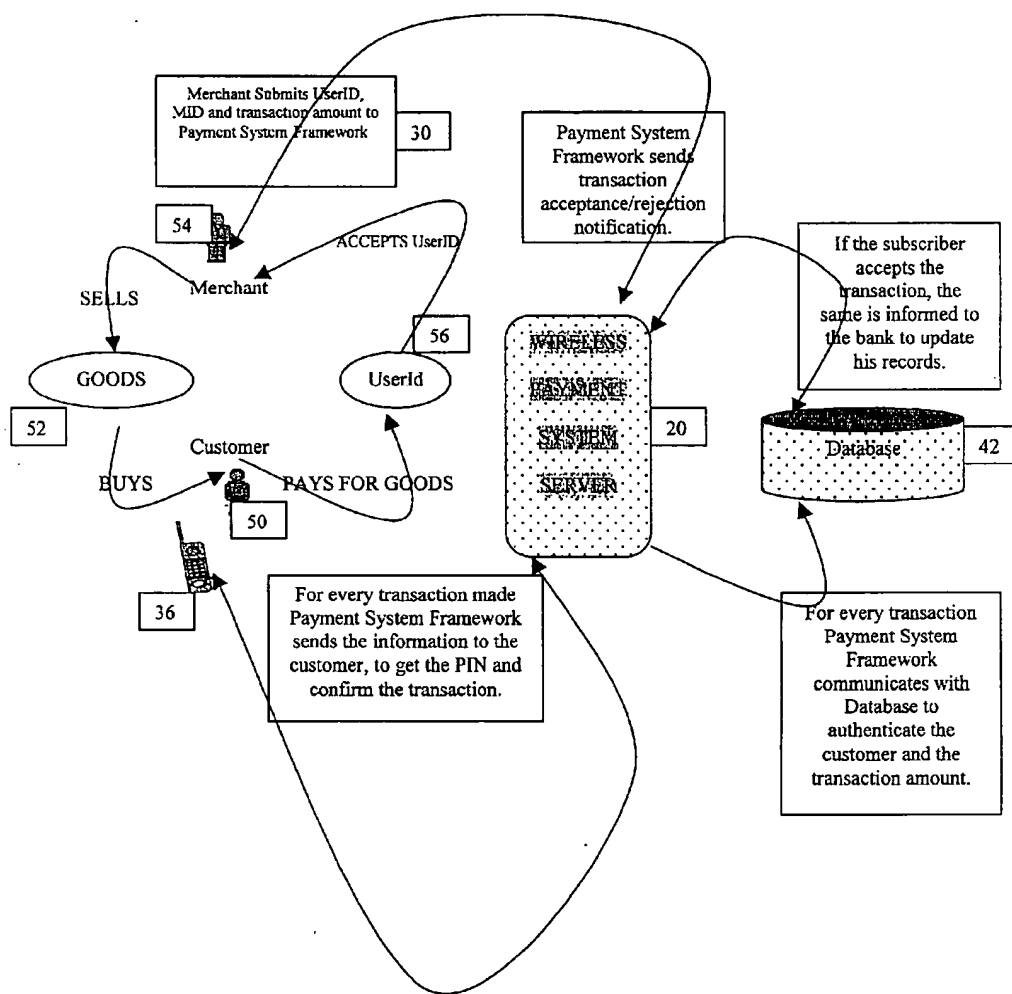 Merchant Submits UserID,
MID and transaction amount to
Payment System Framework
30
Payment System
Framework sends
transaction
acceptance/rejection
notification.
54
ACCEPTS UserID
Merchant
If the subscriber
accepts the
transaction, the
same is informed to
the bank to update
his records.
SELLS
56
GOODS
UserId
52
WIRELESS
PAYMENT
SYSTEM
SERVER
20
Database
42
Customer
BUYS
PAYS FOR GOODS
50
36
For every transaction made
Payment System Framework
sends the information to the
customer, to get the PIN and
confirm the transaction.
For every transaction
Payment System
Framework
communicates with
Database to
authenticate the
customer and the
transaction amount.